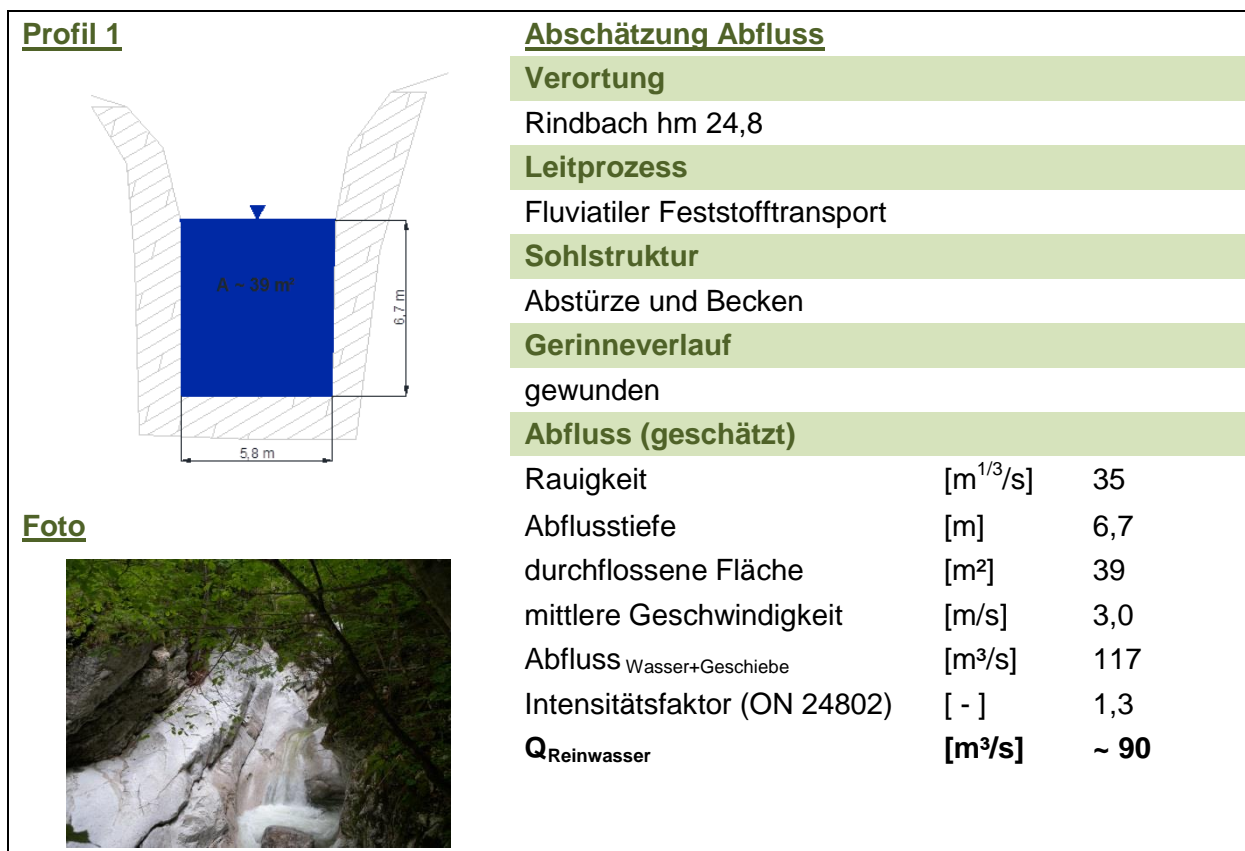 Profil 1
A ~ 39 m²
6,7 m
5,8 m
Foto
Abschätzung Abfluss
Verortung
Rindbach hm 24,8
Leitprozess
Fluviatiler Feststofftransport
Sohlstruktur
Abstürze und Becken
Gerinneverlauf
gewunden
Abfluss (geschätzt)
Rauigkeit [m1/3/s] 35
Abflusstiefe [m] 6,7
durchflossene Fläche [m²] 39
mittlere Geschwindigkeit [m/s] 3,0
Abfluss Wasser+Geschiebe [m³/s] 117
Intensitätsfaktor (ON 24802) [ - ] 1,3
QReinwasser [m³/s] ~ 90